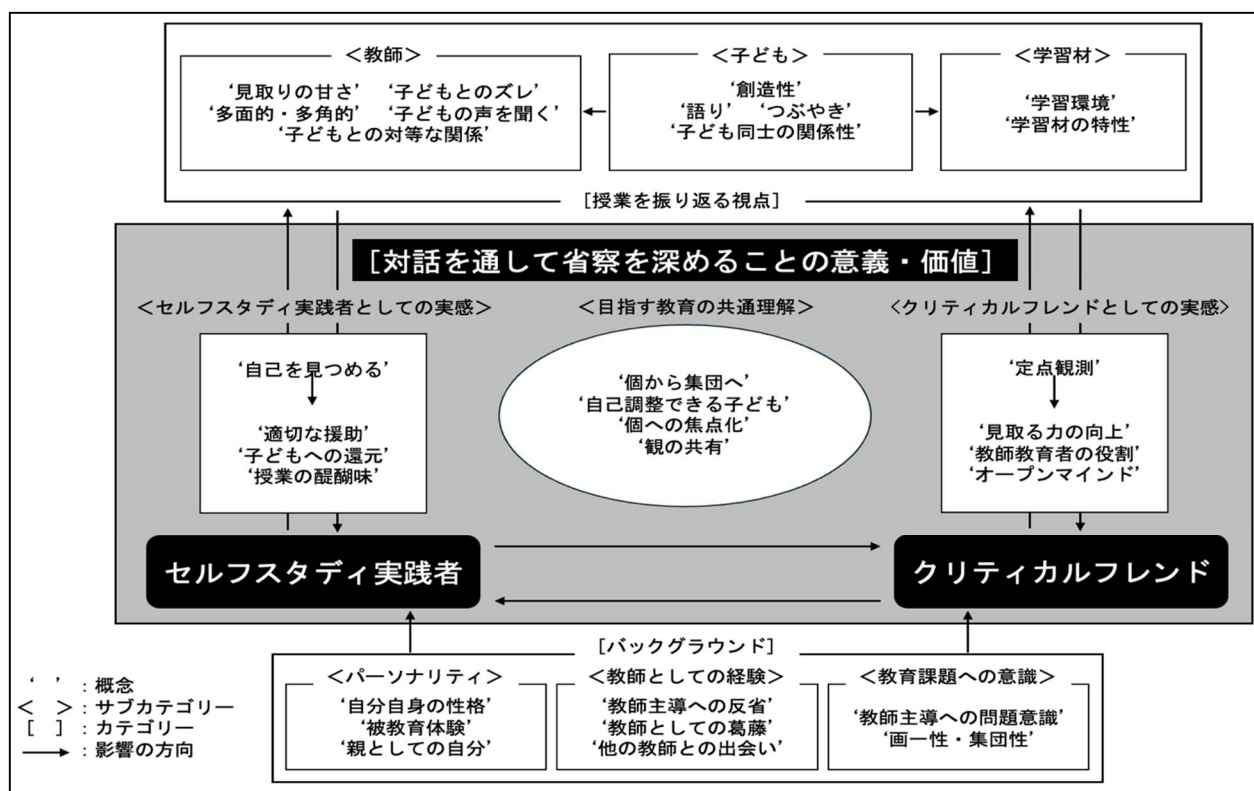 ＜教師＞
‘見取りの甘さ’　‘子どもとのズレ’
‘多面的・多角的’　‘子どもの声を聞く’
‘子どもとの対等な関係’
＜子ども＞
‘創造性’
‘語り’　‘つぶやき’
‘子ども同士の関係性’
＜学習材＞
‘学習環境’
‘学習材の特性’
[授業を振り返る視点]
[対話を通して省察を深めることの意義・価値]
＜セルフスタディ実践者としての実感＞
‘自己を見つめる’
‘適切な援助’
‘子どもへの還元’
‘授業の醍醐味’
＜目指す教育の共通理解＞
‘個から集団へ’
‘自己調整できる子ども’
‘個への焦点化’
‘観の共有’
＜クリティカルフレンドとしての実感＞
‘定点観測’
‘見取る力の向上’
‘教師教育者の役割’
‘オープンマインド’
セルフスタディ実践者
クリティカルフレンド
[バックグラウンド]
＜パーソナリティ＞
‘自分自身の性格’
‘被教育体験’
‘親としての自分’
＜教師としての経験＞
‘教師主導への反省’
‘教師としての葛藤’
‘他の教師との出会い’
＜教育課題への意識＞
‘教師主導への問題意識’
‘画一性・集団性’
‘　’：概念
＜　＞：サブカテゴリー
[　]：カテゴリー
→：影響の方向